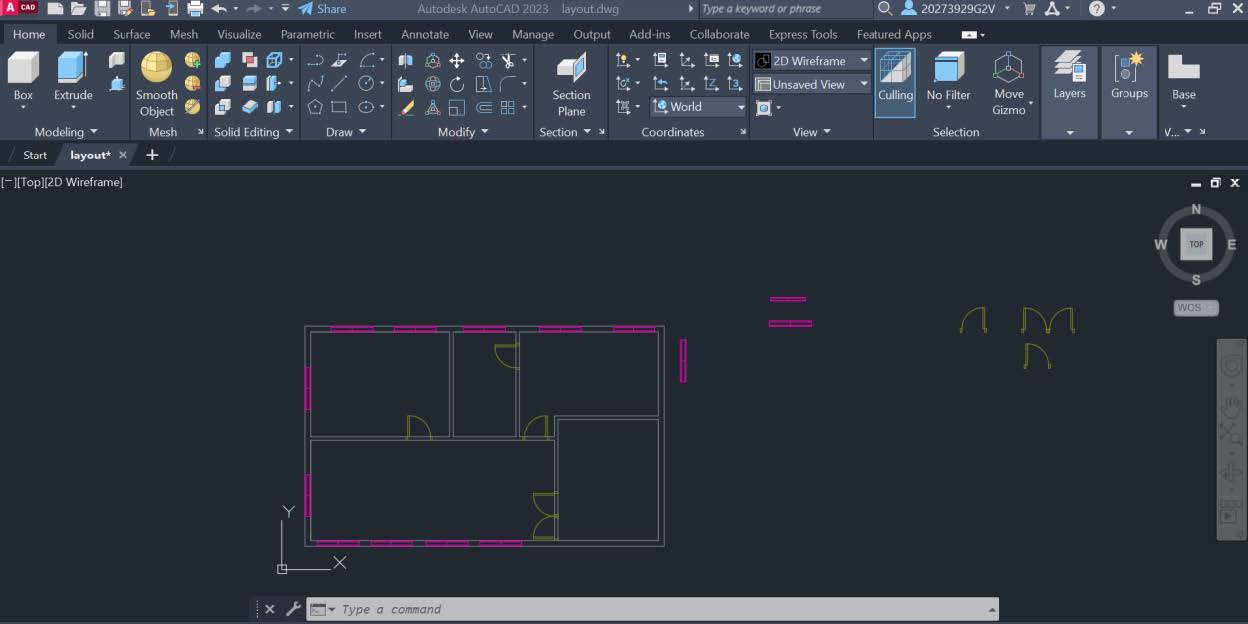 A CAD Share Autodesk AutoCAD 2023 layout.dwg Type a keyword or phrase 20273929G2V ?
Home Solid Surface Mesh Visualize Parametric Insert Annotate View Manage Output Add-ins Collaborate Express Tools Featured Apps
2D Wireframe
Unsaved View
World
Box Extrude Smooth Object Section Plane Culling No Filter Move Gizmo Layers Groups Base
Modeling Mesh Solid Editing Draw Modify Section Coordinates View Selection V...
Start layout* +
[−][Top][2D Wireframe]
N
W TOP E
S
WCS
Y
X
Type a command